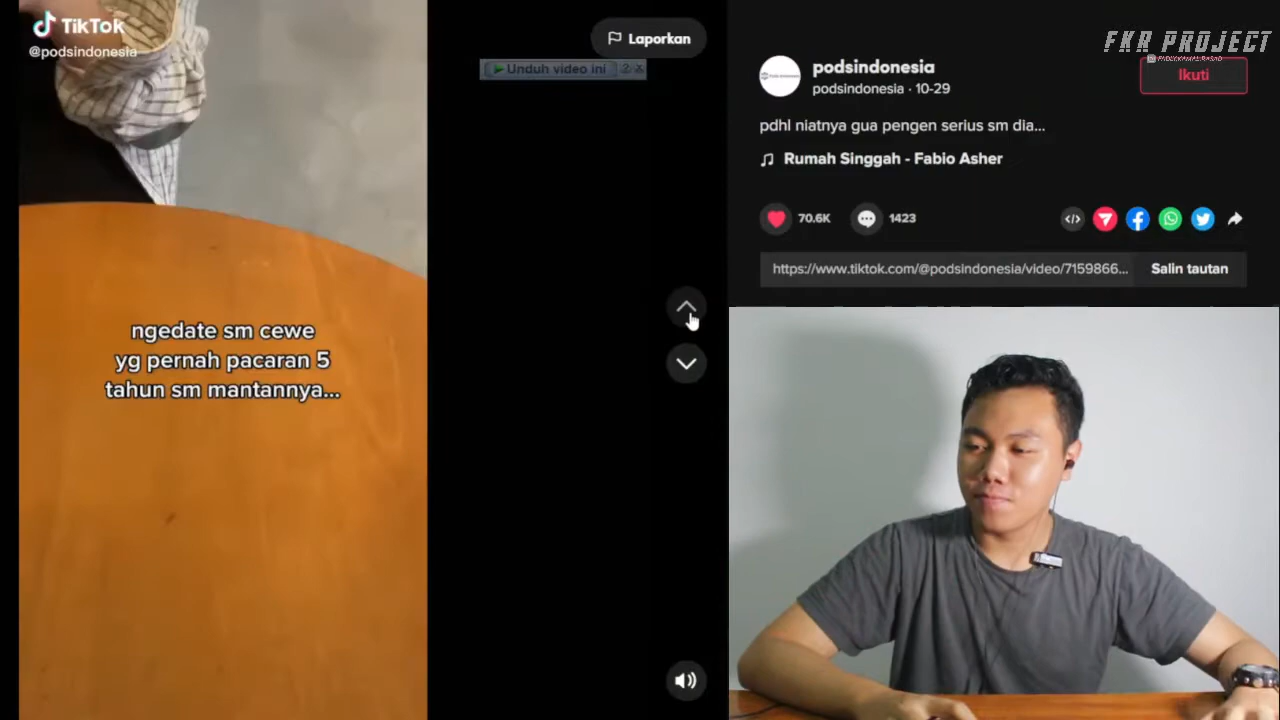 TikTok
@podsindonesia
ngedate sm cewe
yg pernah pacaran 5
tahun sm mantannya...
Laporkan
Unduh video ini
?
X
FKR PROJECT
podsindonesia
podsindonesia · 10-29
Ikuti
pdhl niatnya gua pengen serius sm dia...
Rumah Singgah - Fabio Asher
70.6K
1423
https://www.tiktok.com/@podsindonesia/video/7159866...
Salin tautan